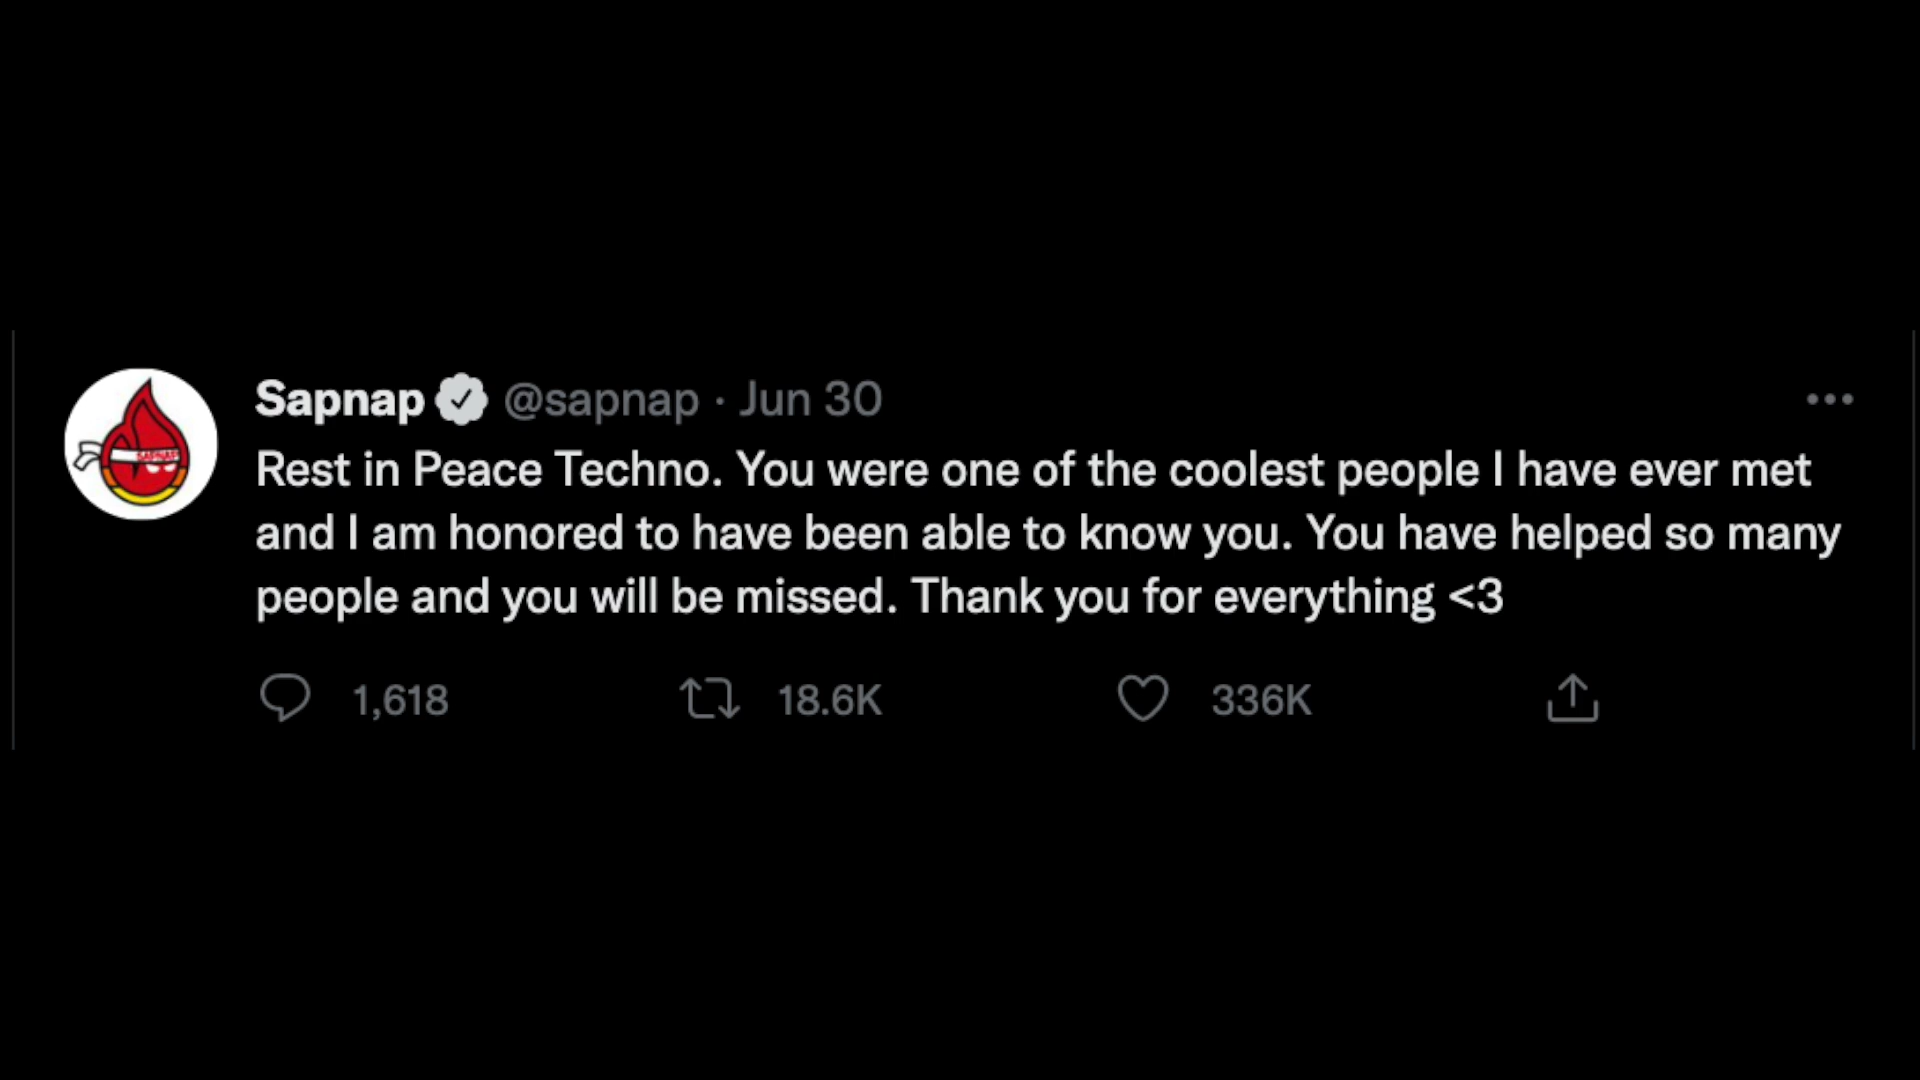 Sapnap @sapnap · Jun 30
Rest in Peace Techno. You were one of the coolest people I have ever met
and I am honored to have been able to know you. You have helped so many
people and you will be missed. Thank you for everything <3
1,618 18.6K 336K
SAPNAP